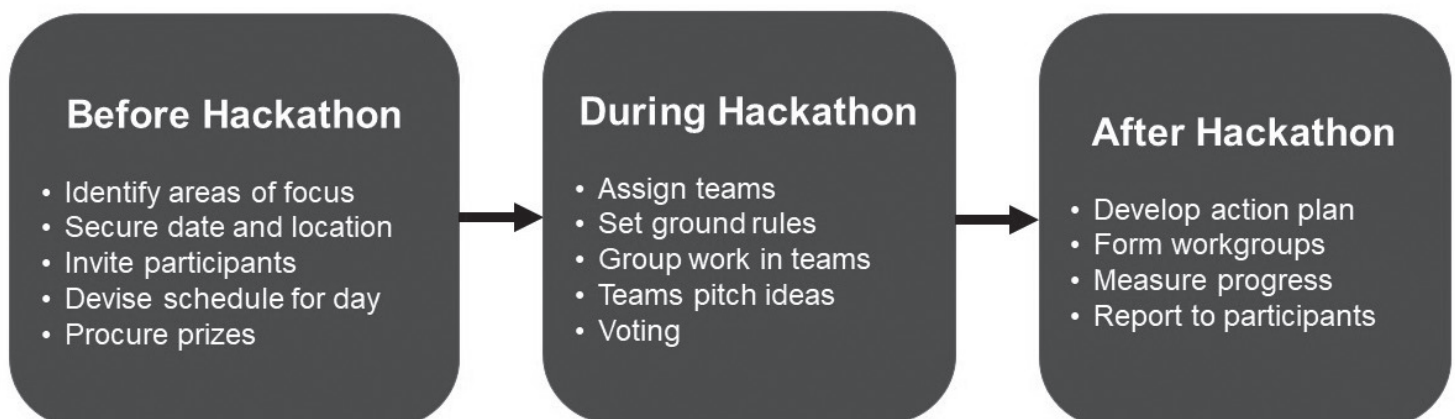 Before Hackathon
• Identify areas of focus
• Secure date and location
• Invite participants
• Devise schedule for day
• Procure prizes
During Hackathon
• Assign teams
• Set ground rules
• Group work in teams
• Teams pitch ideas
• Voting
After Hackathon
• Develop action plan
• Form workgroups
• Measure progress
• Report to participants